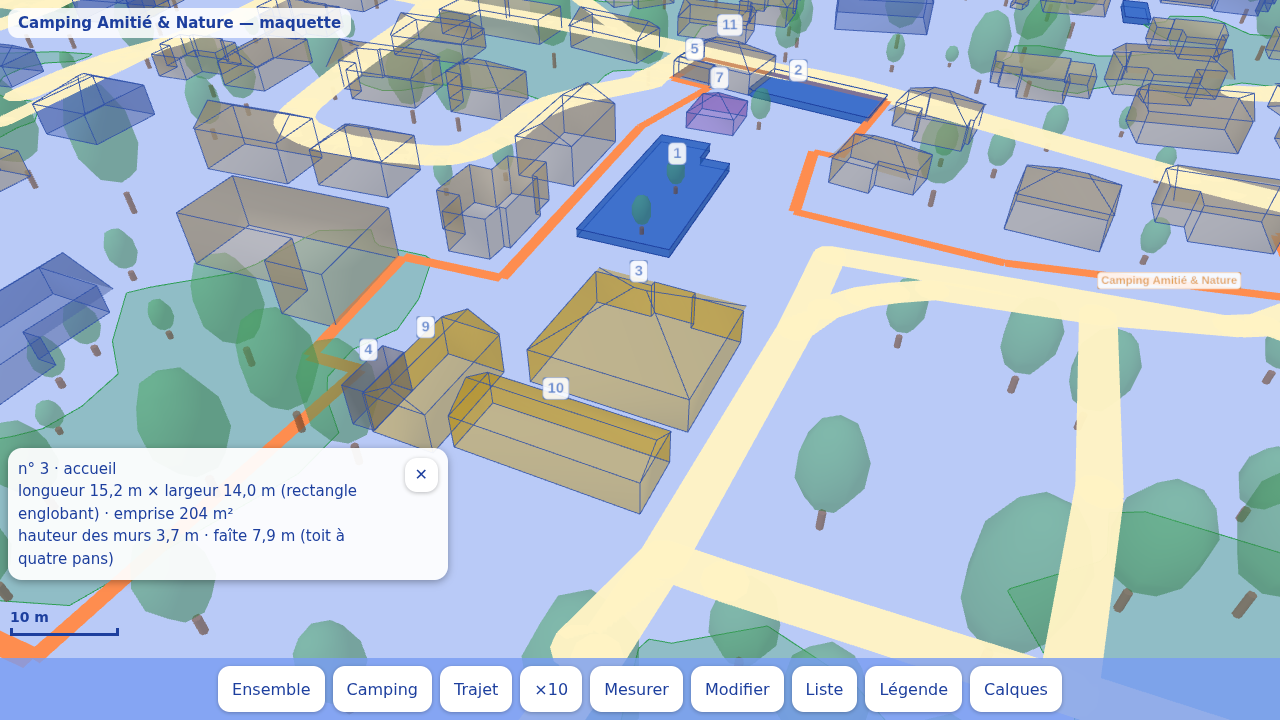 Camping Amitié & Nature — maquette
11
5
2
7
1
3
Camping Amitié & Nature
9
4
10
n° 3 · accueil
longueur 15,2 m × largeur 14,0 m (rectangle
englobant) · emprise 204 m²
hauteur des murs 3,7 m · faîte 7,9 m (toit à
quatre pans)
×
10 m
Ensemble
Camping
Trajet
×10
Mesurer
Modifier
Liste
Légende
Calques